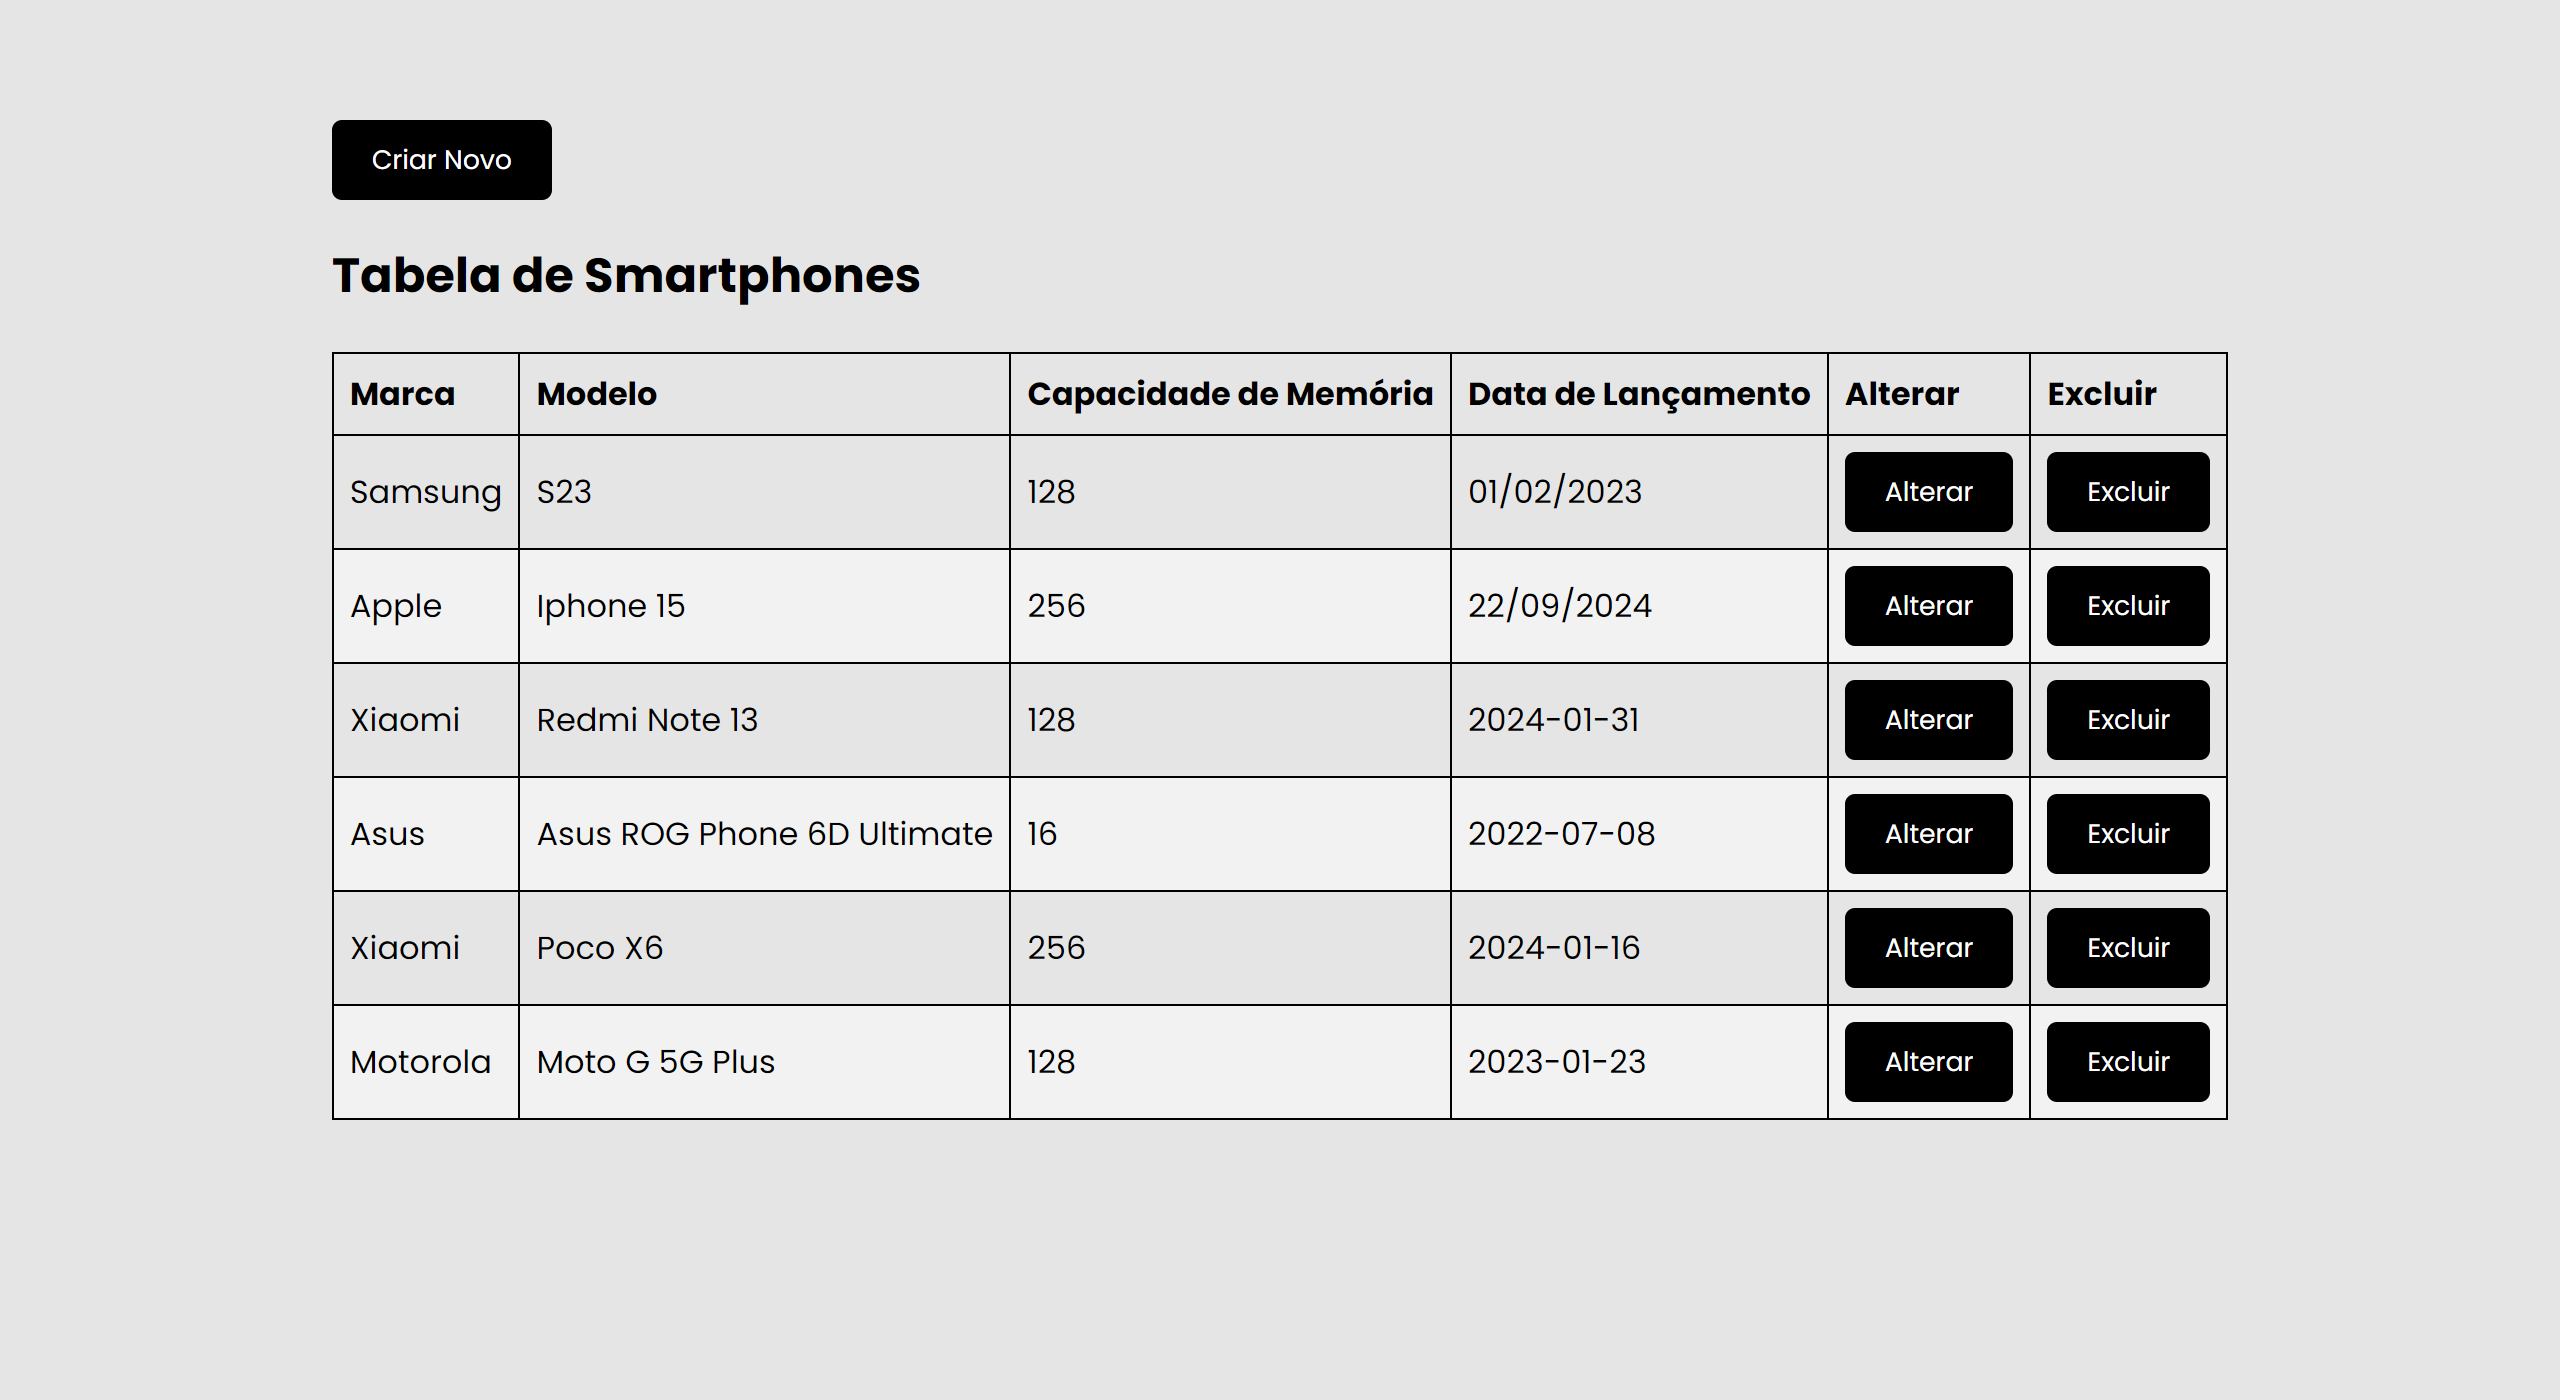 Criar Novo
Tabela de Smartphones
Marca Modelo Capacidade de Memória Data de Lançamento Alterar Excluir
Samsung S23 128 01/02/2023 Alterar Excluir
Apple Iphone 15 256 22/09/2024 Alterar Excluir
Xiaomi Redmi Note 13 128 2024-01-31 Alterar Excluir
Asus Asus ROG Phone 6D Ultimate 16 2022-07-08 Alterar Excluir
Xiaomi Poco X6 256 2024-01-16 Alterar Excluir
Motorola Moto G 5G Plus 128 2023-01-23 Alterar Excluir